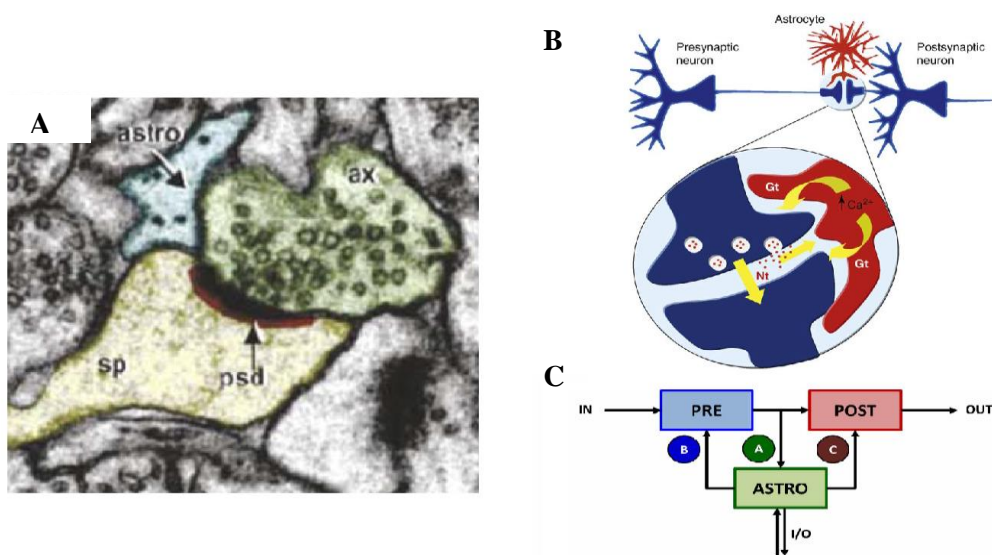 A
astro
ax
sp
psd
B
Astrocyte
Presynaptic
neuron
Postsynaptic
neuron
Gt
Ca2+
Nt
Gt
C
IN
PRE
POST
OUT
B
A
C
ASTRO
I/O